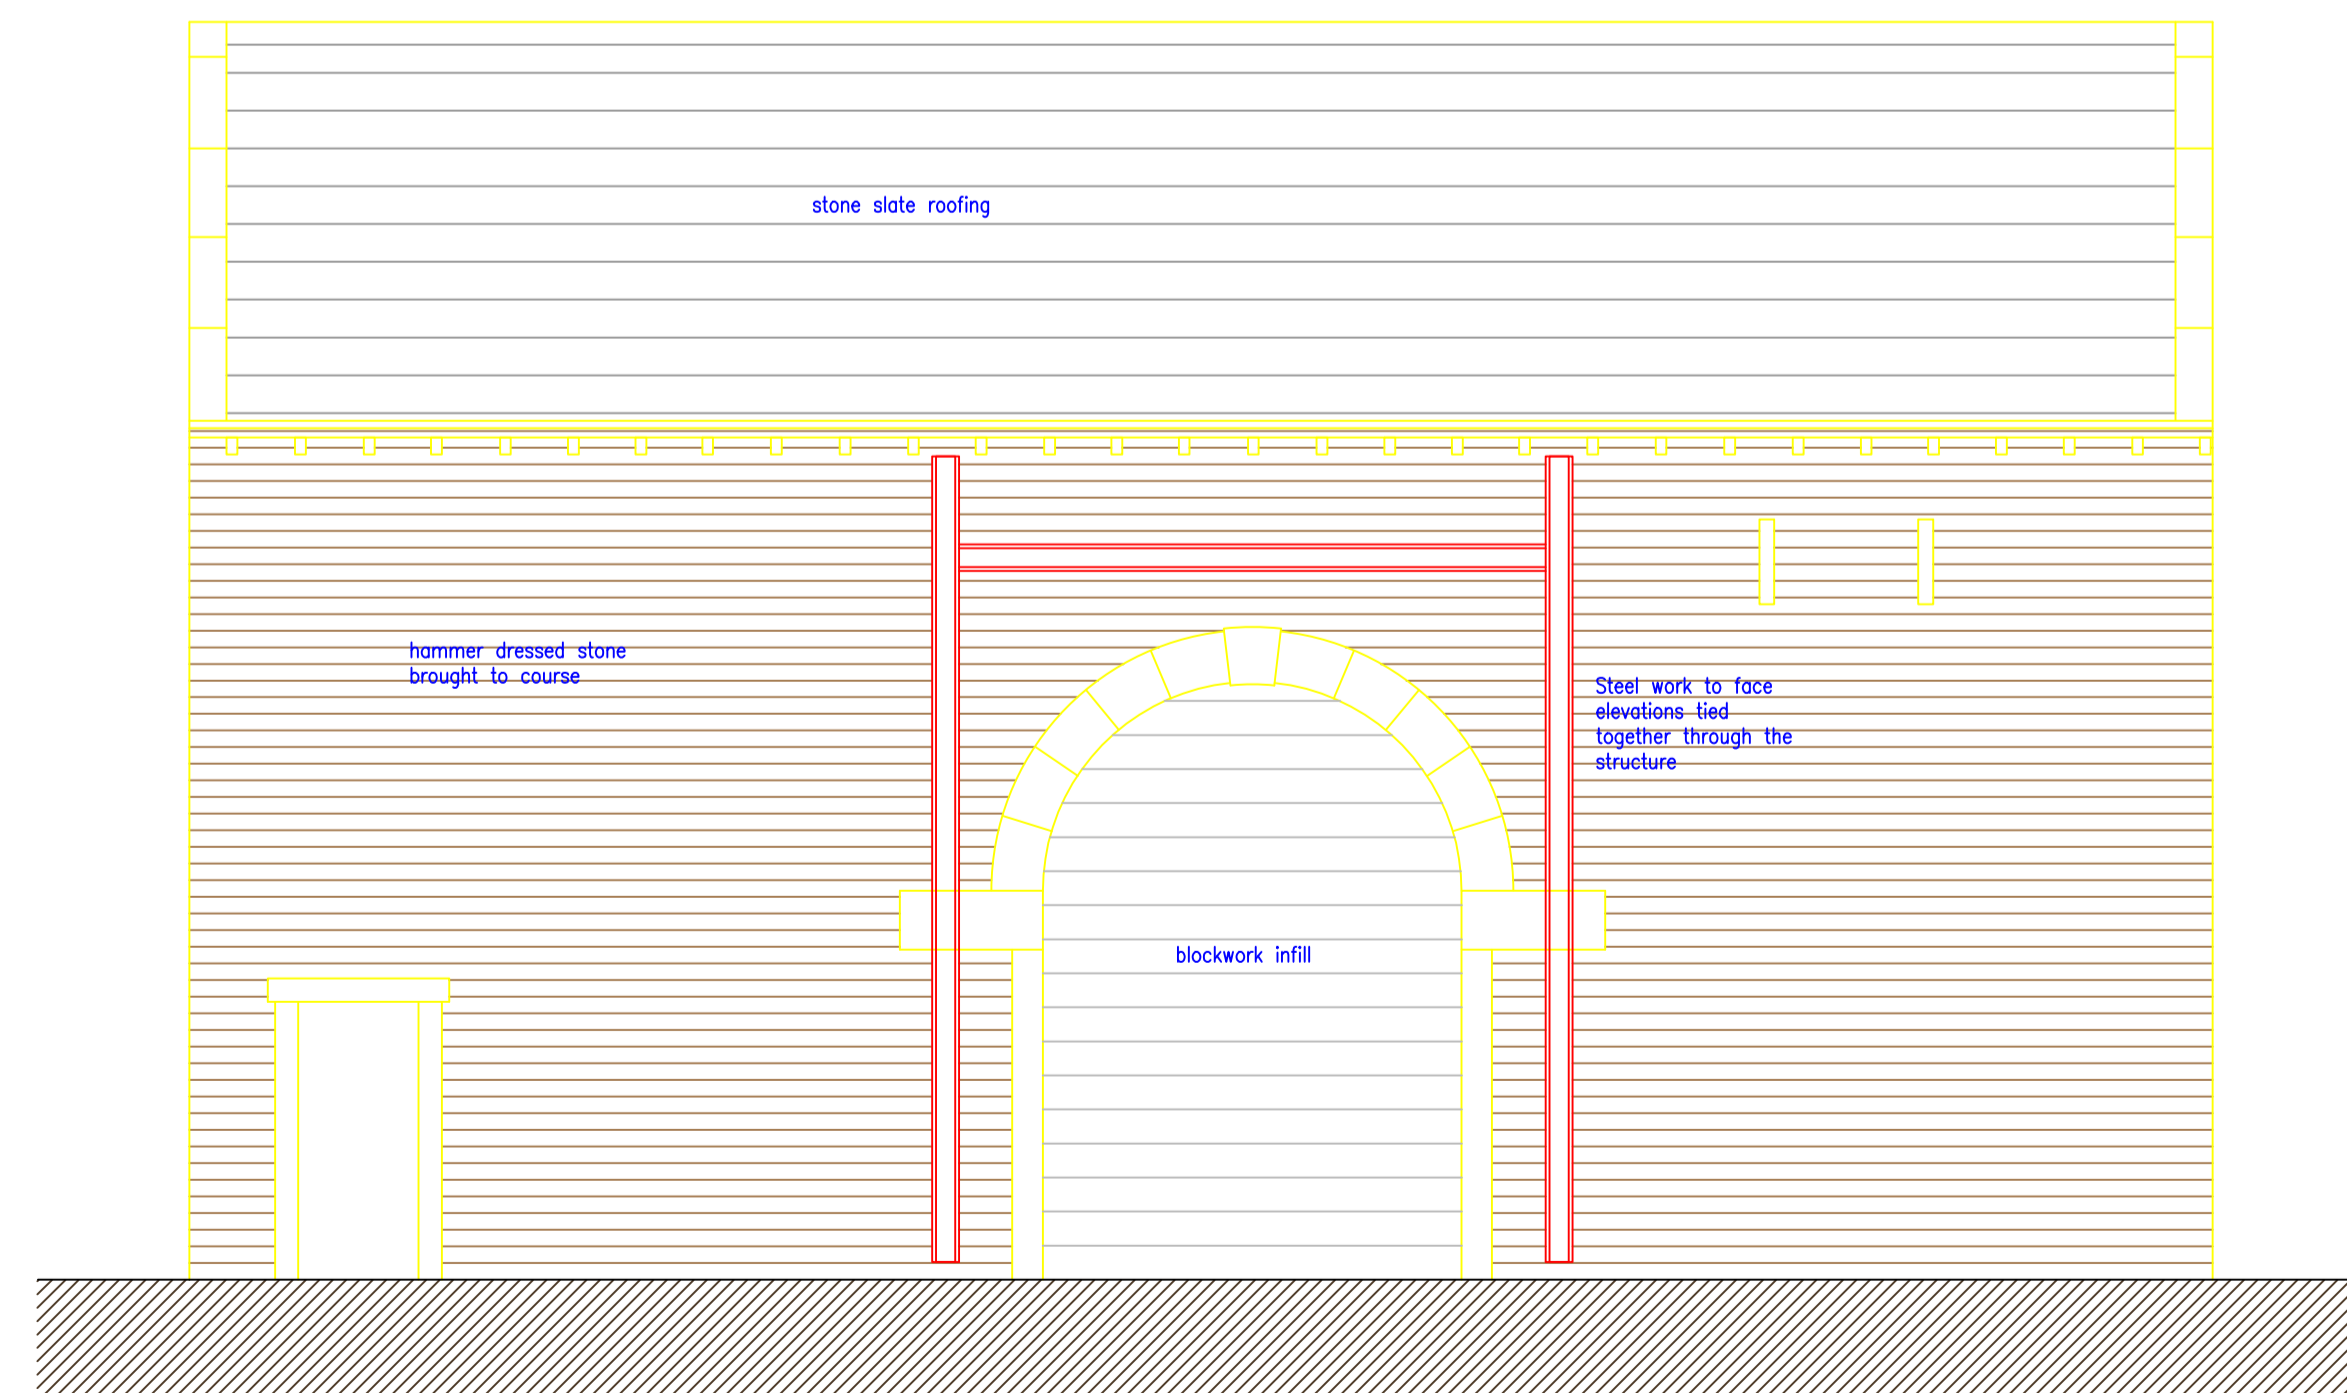 stone slate roofing
hammer dressed stone
brought to course
Steel work to face
elevations tied
together through the
structure
blockwork infill